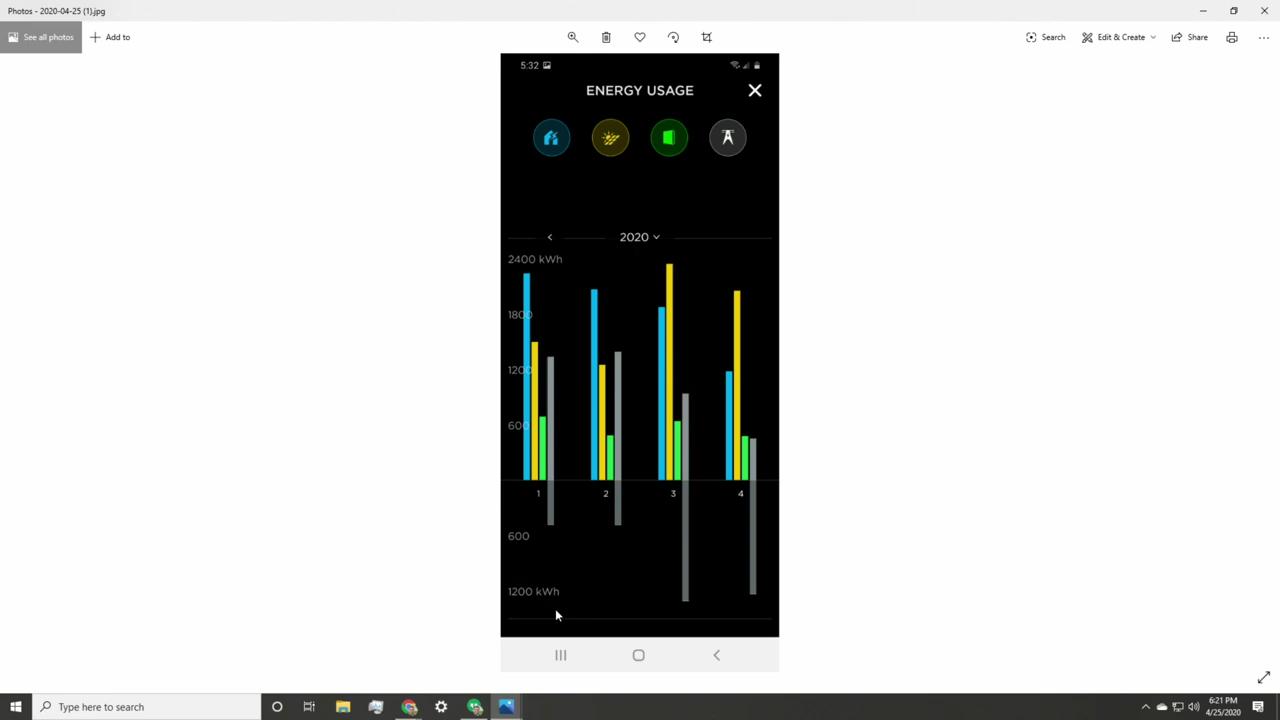 Photos - 2020-04-25 (1).jpg
See all photos
Add to
Search
Edit & Create
Share
5:32
ENERGY USAGE
2020
2400 kWh
1800
1200
600
1 2 3 4
600
1200 kWh
Type here to search
6:21 PM
4/25/2020